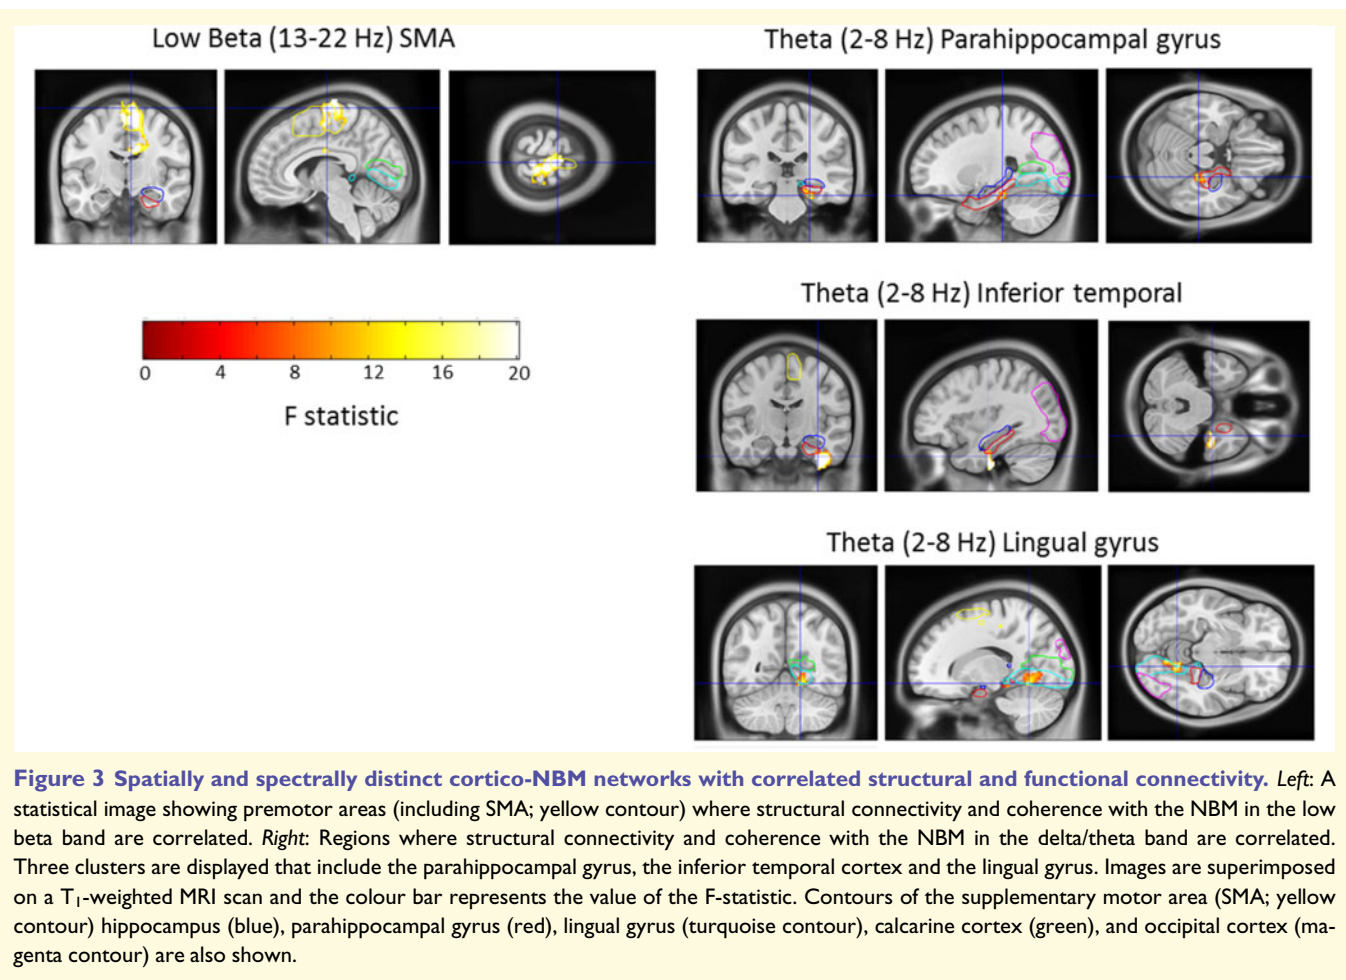 Low Beta (13-22 Hz) SMA
Theta (2-8 Hz) Parahippocampal gyrus
Theta (2-8 Hz) Inferior temporal
0 4 8 12 16 20
F statistic
Theta (2-8 Hz) Lingual gyrus
Figure 3 Spatially and spectrally distinct cortico-NBM networks with correlated structural and functional connectivity. Left: A
statistical image showing premotor areas (including SMA; yellow contour) where structural connectivity and coherence with the NBM in the low
beta band are correlated. Right: Regions where structural connectivity and coherence with the NBM in the delta/theta band are correlated.
Three clusters are displayed that include the parahippocampal gyrus, the inferior temporal cortex and the lingual gyrus. Images are superimposed
on a T₁-weighted MRI scan and the colour bar represents the value of the F-statistic. Contours of the supplementary motor area (SMA; yellow
contour) hippocampus (blue), parahippocampal gyrus (red), lingual gyrus (turquoise contour), calcarine cortex (green), and occipital cortex (ma-
genta contour) are also shown.